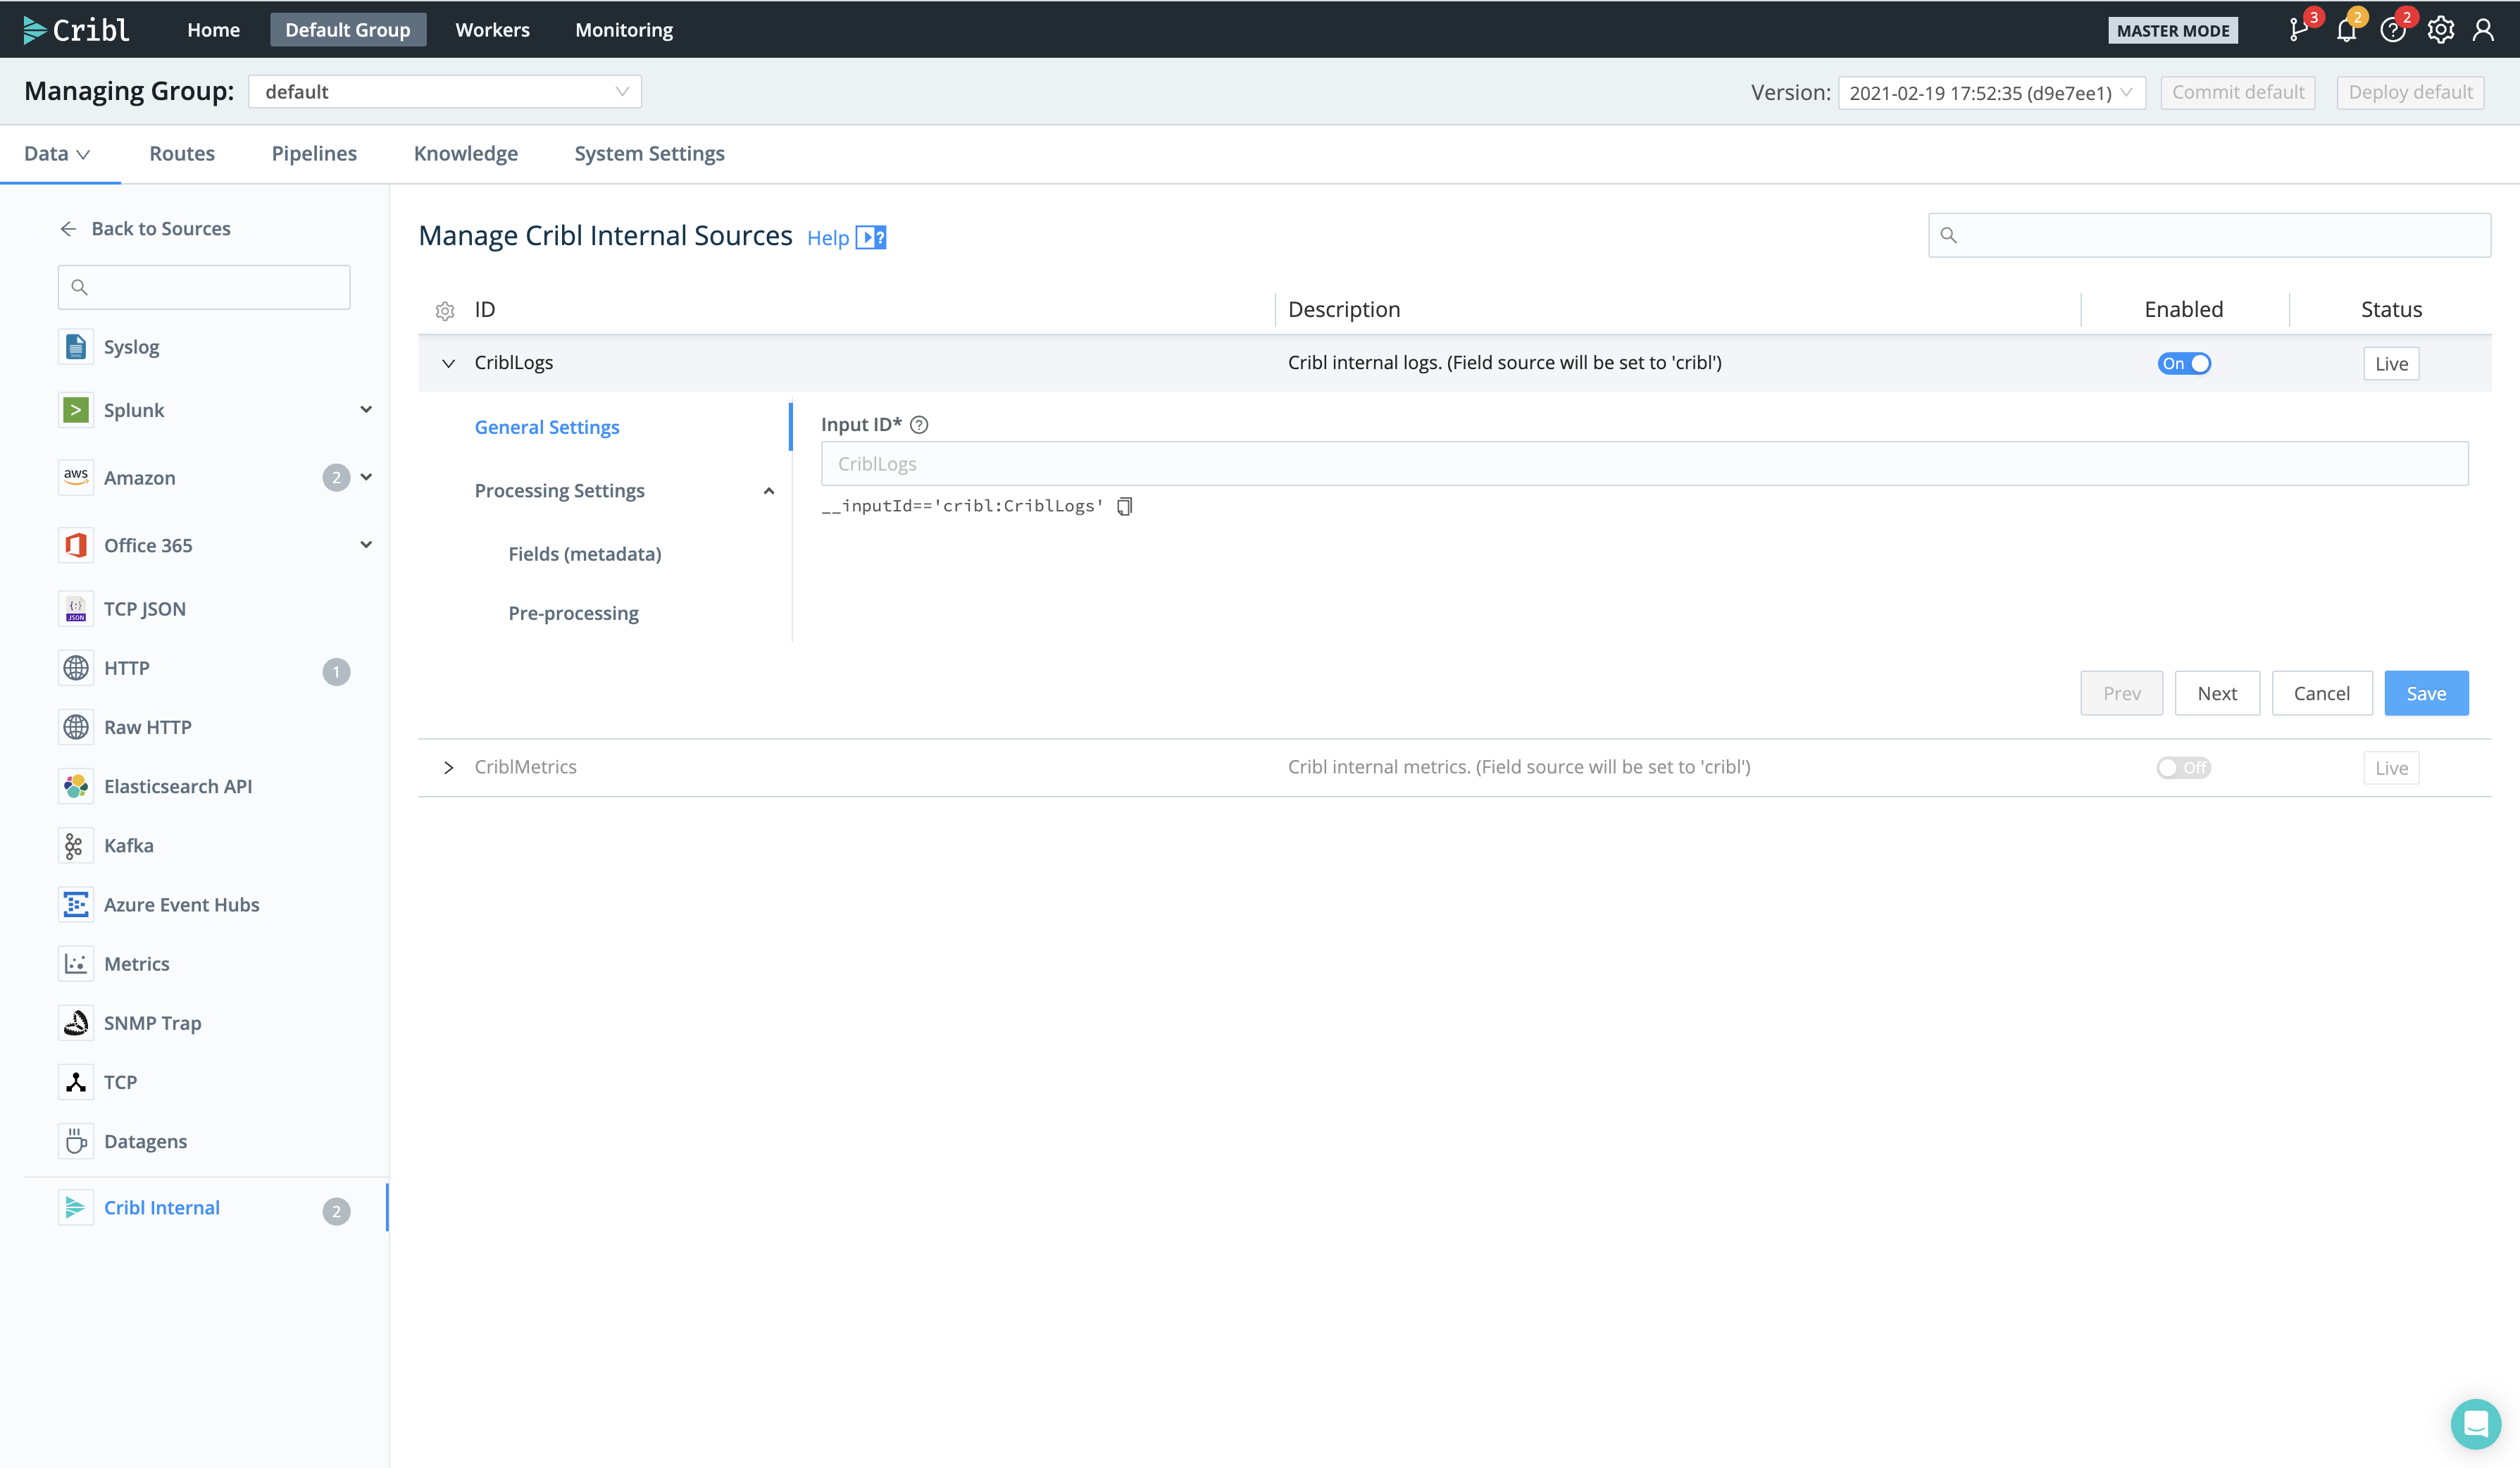 Cribl Home Default Group Workers Monitoring MASTER MODE 3 2 2
Managing Group: default Version: 2021-02-19 17:52:35 (d9e7ee1) Commit default Deploy default
Data Routes Pipelines Knowledge System Settings
Back to Sources
Manage Cribl Internal Sources Help
ID Description Enabled Status
Syslog
CriblLogs Cribl internal logs. (Field source will be set to 'cribl') On Live
Splunk
General Settings
Input ID*
CriblLogs
aws Amazon 2
Processing Settings
__inputId=='cribl:CriblLogs'
Office 365
Fields (metadata)
{:} JSON TCP JSON
Pre-processing
HTTP 1
Prev Next Cancel Save
Raw HTTP
CriblMetrics Cribl internal metrics. (Field source will be set to 'cribl') Off Live
Elasticsearch API
Kafka
Azure Event Hubs
Metrics
SNMP Trap
TCP
Datagens
Cribl Internal 2